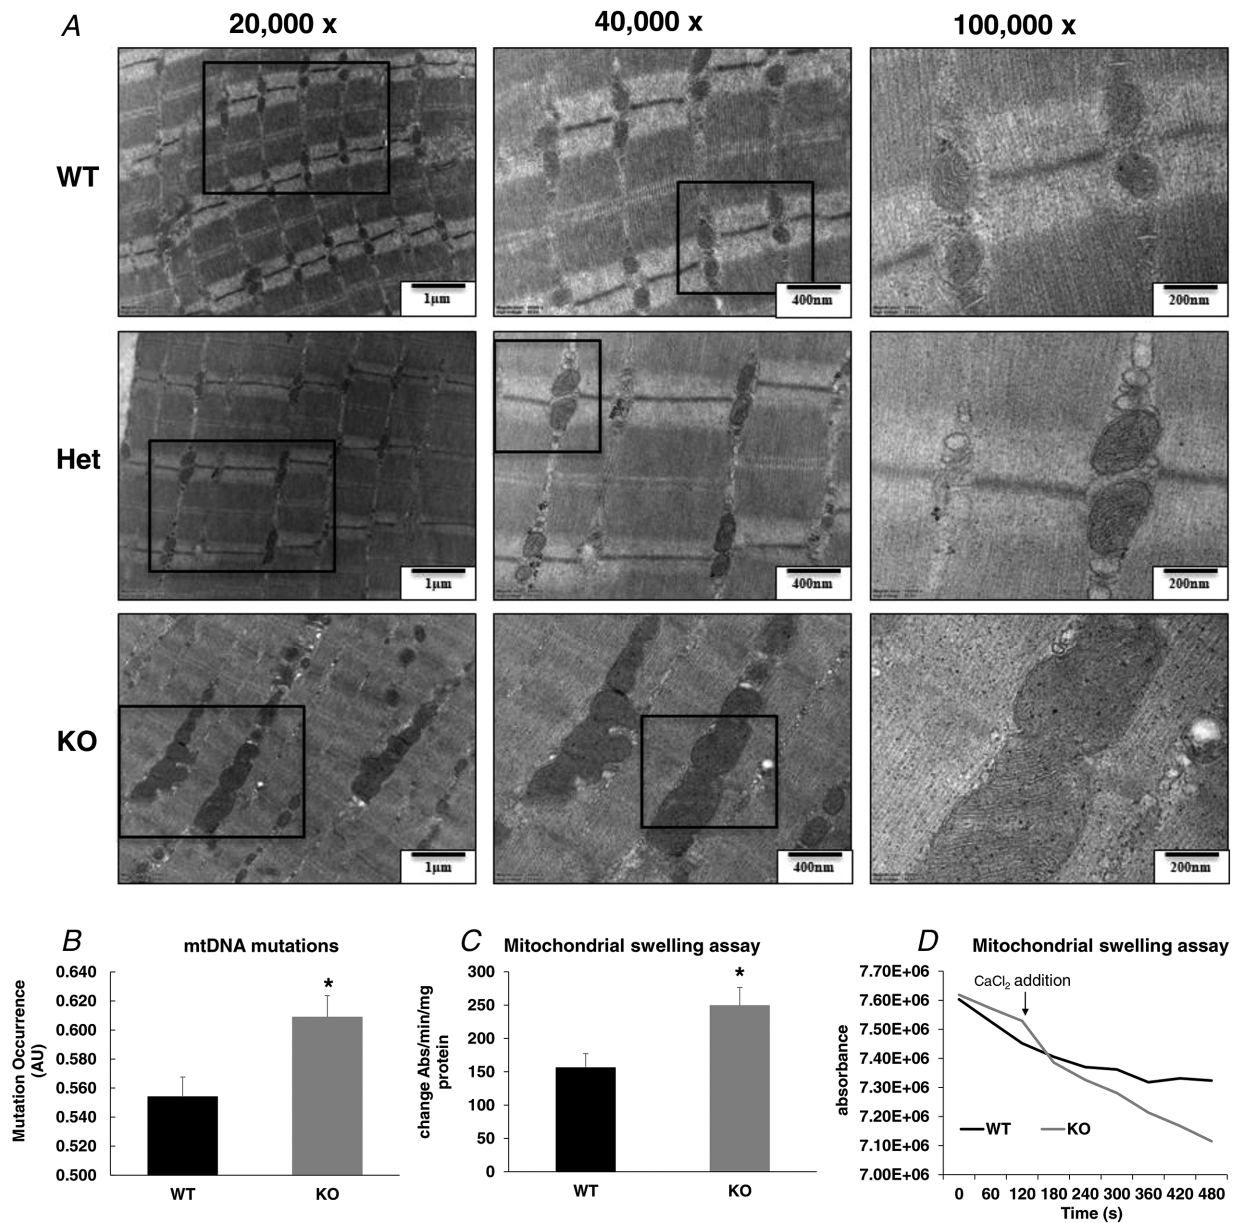 A
20,000 x
40,000 x
100,000 x
WT
1μm
400nm
200nm
Het
1μm
400nm
200nm
KO
1μm
400nm
200nm
B
mtDNA mutations
Mutation Occurrence
(AU)
0.640
0.620
0.600
0.580
0.560
0.540
0.520
0.500
*
WT
KO
C
Mitochondrial swelling assay
change Abs/min/mg
protein
300
250
200
150
100
50
0
*
WT
KO
D
Mitochondrial swelling assay
absorbance
7.70E+06
7.60E+06
7.50E+06
7.40E+06
7.30E+06
7.20E+06
7.10E+06
7.00E+06
CaCl₂ addition
WT
KO
0 60 120 180 240 300 360 420 480
Time (s)